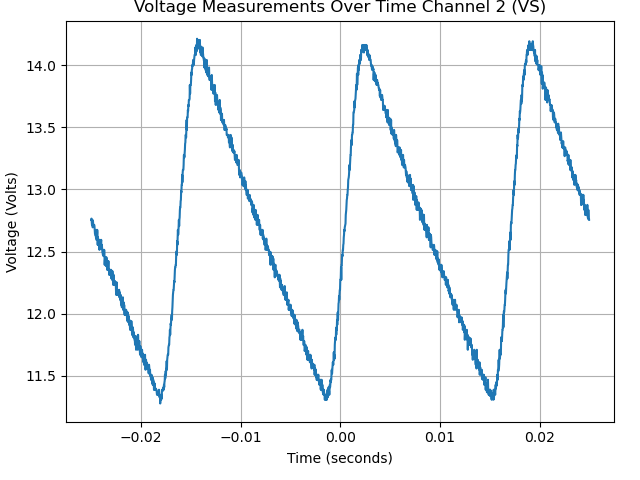 Voltage Measurements Over Time Channel 2 (VS)
14.0
13.5
13.0
12.5
12.0
11.5
Voltage (Volts)
−0.02 −0.01 0.00 0.01 0.02
Time (seconds)